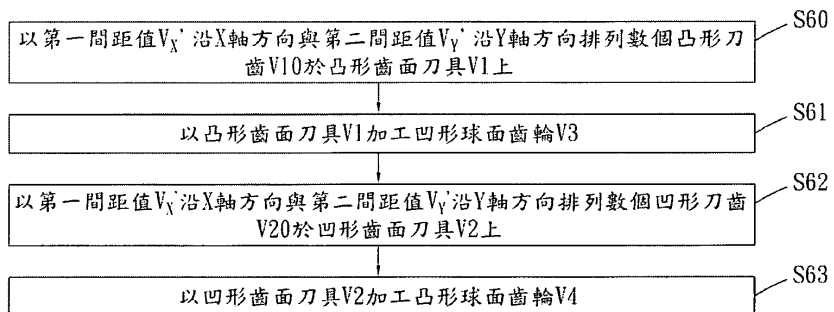 S60
以第一間距值VX'沿X軸方向與第二間距值VY'沿Y軸方向排列數個凸形刀
齒V10於凸形齒面刀具V1上
S61
以凸形齒面刀具V1加工凹形球面齒輪V3
S62
以第一間距值VX'沿X軸方向與第二間距值VY'沿Y軸方向排列數個凹形刀齒
V20於凹形齒面刀具V2上
S63
以凹形齒面刀具V2加工凸形球面齒輪V4